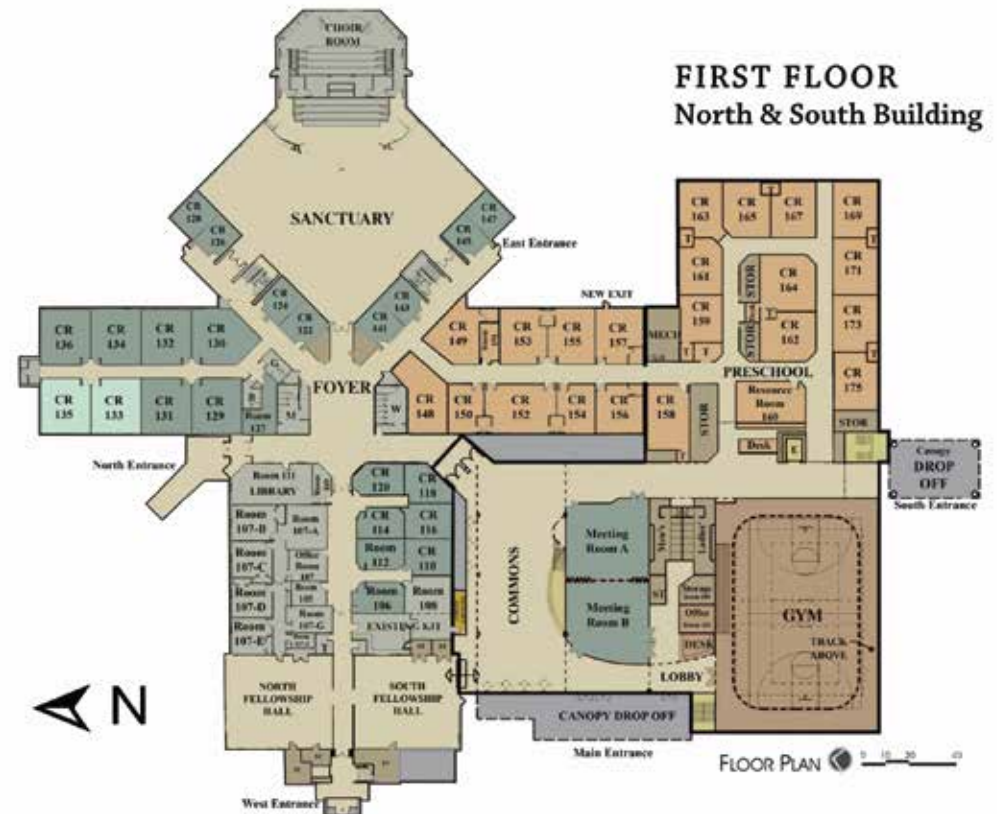 CHOIR
ROOM
FIRST FLOOR
North & South Building
SANCTUARY
CR
128
CR
126
CR
147
CR
145
East Entrance
CR
124
CR
122
CR
143
CR
141
CR
163
CR
165
CR
167
CR
169
T
T
T
CR
161
CR
171
STOR
CR
164
NEW EXIT
CR
136
CR
134
CR
132
CR
130
CR
149
CR
153
CR
155
CR
157
MECH
CR
159
T
T
STOR
CR
162
CR
173
T
FOYER
PRESCHOOL
CR
175
CR
135
CR
133
CR
131
CR
129
Room
127
M
W
CR
148
CR
150
CR
152
CR
154
CR
156
CR
158
T
STOR
Resource
Room
160
STOR
Desk
E
Canopy
DROP
OFF
South Entrance
North Entrance
Room 111
LIBRARY
CR
120
CR
118
Room
107-B
Room
107-A
CR
114
CR
116
Room
107-C
Office
Room
107
Room
112
CR
110
Room
107-D
Room
105
Room
106
Room
108
Room
107-E
Room
107-G
EXISTING KIT
COMMONS
Meeting
Room A
Meeting
Room B
Men's
Ladies'
ST
Storage
Office
DESK
LOBBY
GYM
TRACK
ABOVE
N
NORTH
FELLOWSHIP
HALL
SOUTH
FELLOWSHIP
HALL
CANOPY DROP OFF
Main Entrance
West Entrance
FLOOR PLAN